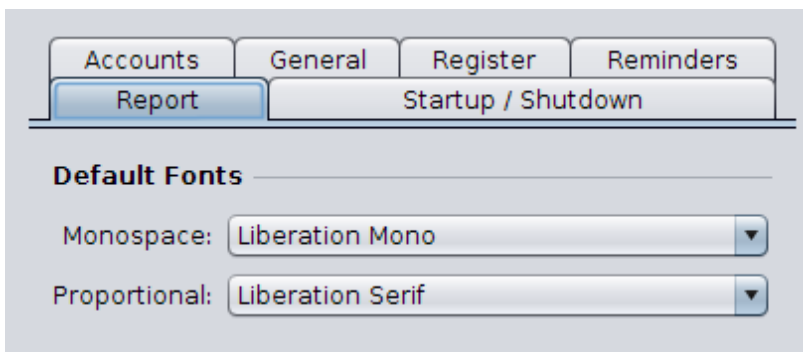 Accounts General Register Reminders
Report Startup / Shutdown
Default Fonts
Monospace: Liberation Mono
Proportional: Liberation Serif